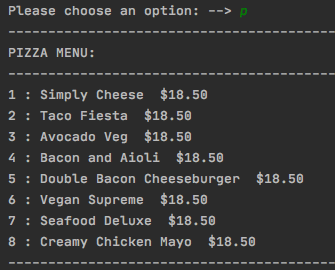 Please choose an option: --> p
--------------------------------------------
PIZZA MENU:
--------------------------------------------
1 : Simply Cheese  $18.50
2 : Taco Fiesta  $18.50
3 : Avocado Veg  $18.50
4 : Bacon and Aioli  $18.50
5 : Double Bacon Cheeseburger  $18.50
6 : Vegan Supreme  $18.50
7 : Seafood Deluxe  $18.50
8 : Creamy Chicken Mayo  $18.50
--------------------------------------------